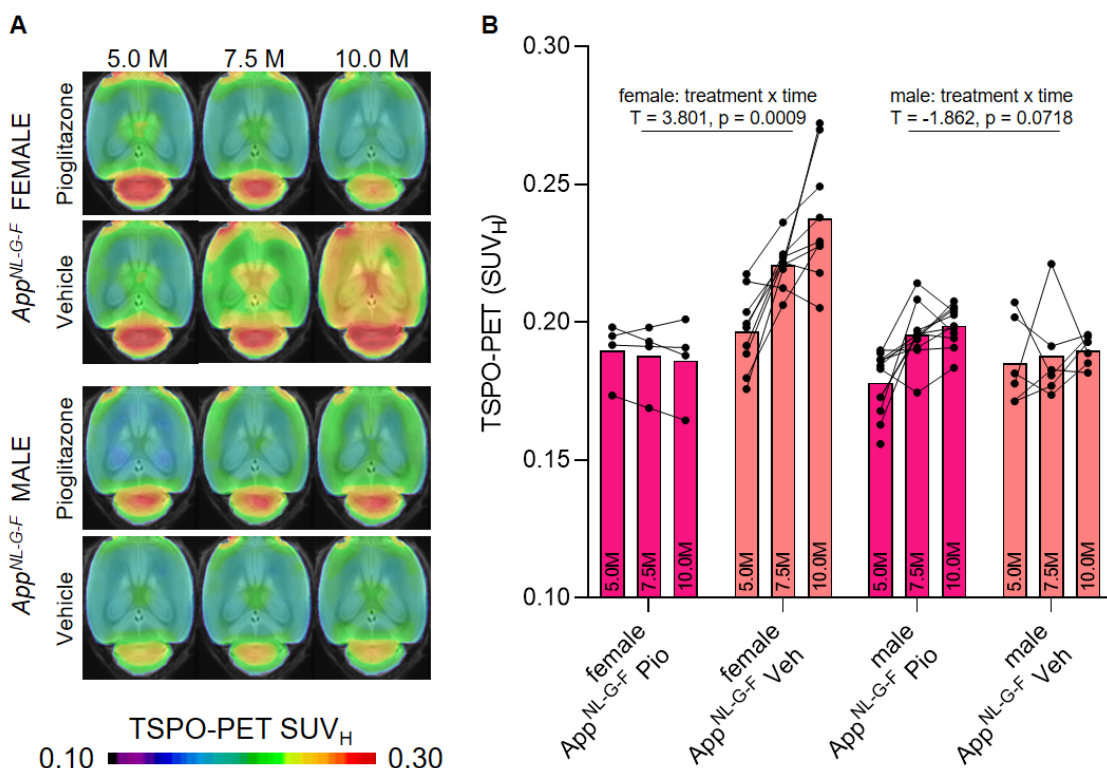 A
5.0 M 7.5 M 10.0 M
App^NL-G-F FEMALE
Pioglitazone
Vehicle
App^NL-G-F MALE
Pioglitazone
Vehicle
TSPO-PET SUV_H
0.10 0.30
B
TSPO-PET (SUV_H)
0.30
0.25
0.20
0.15
0.10
female: treatment x time
T = 3.801, p = 0.0009
male: treatment x time
T = -1.862, p = 0.0718
5.0M 7.5M 10.0M
5.0M 7.5M 10.0M
5.0M 7.5M 10.0M
5.0M 7.5M 10.0M
female
App^NL-G-F Pio
female
App^NL-G-F Veh
male
App^NL-G-F Pio
male
App^NL-G-F Veh